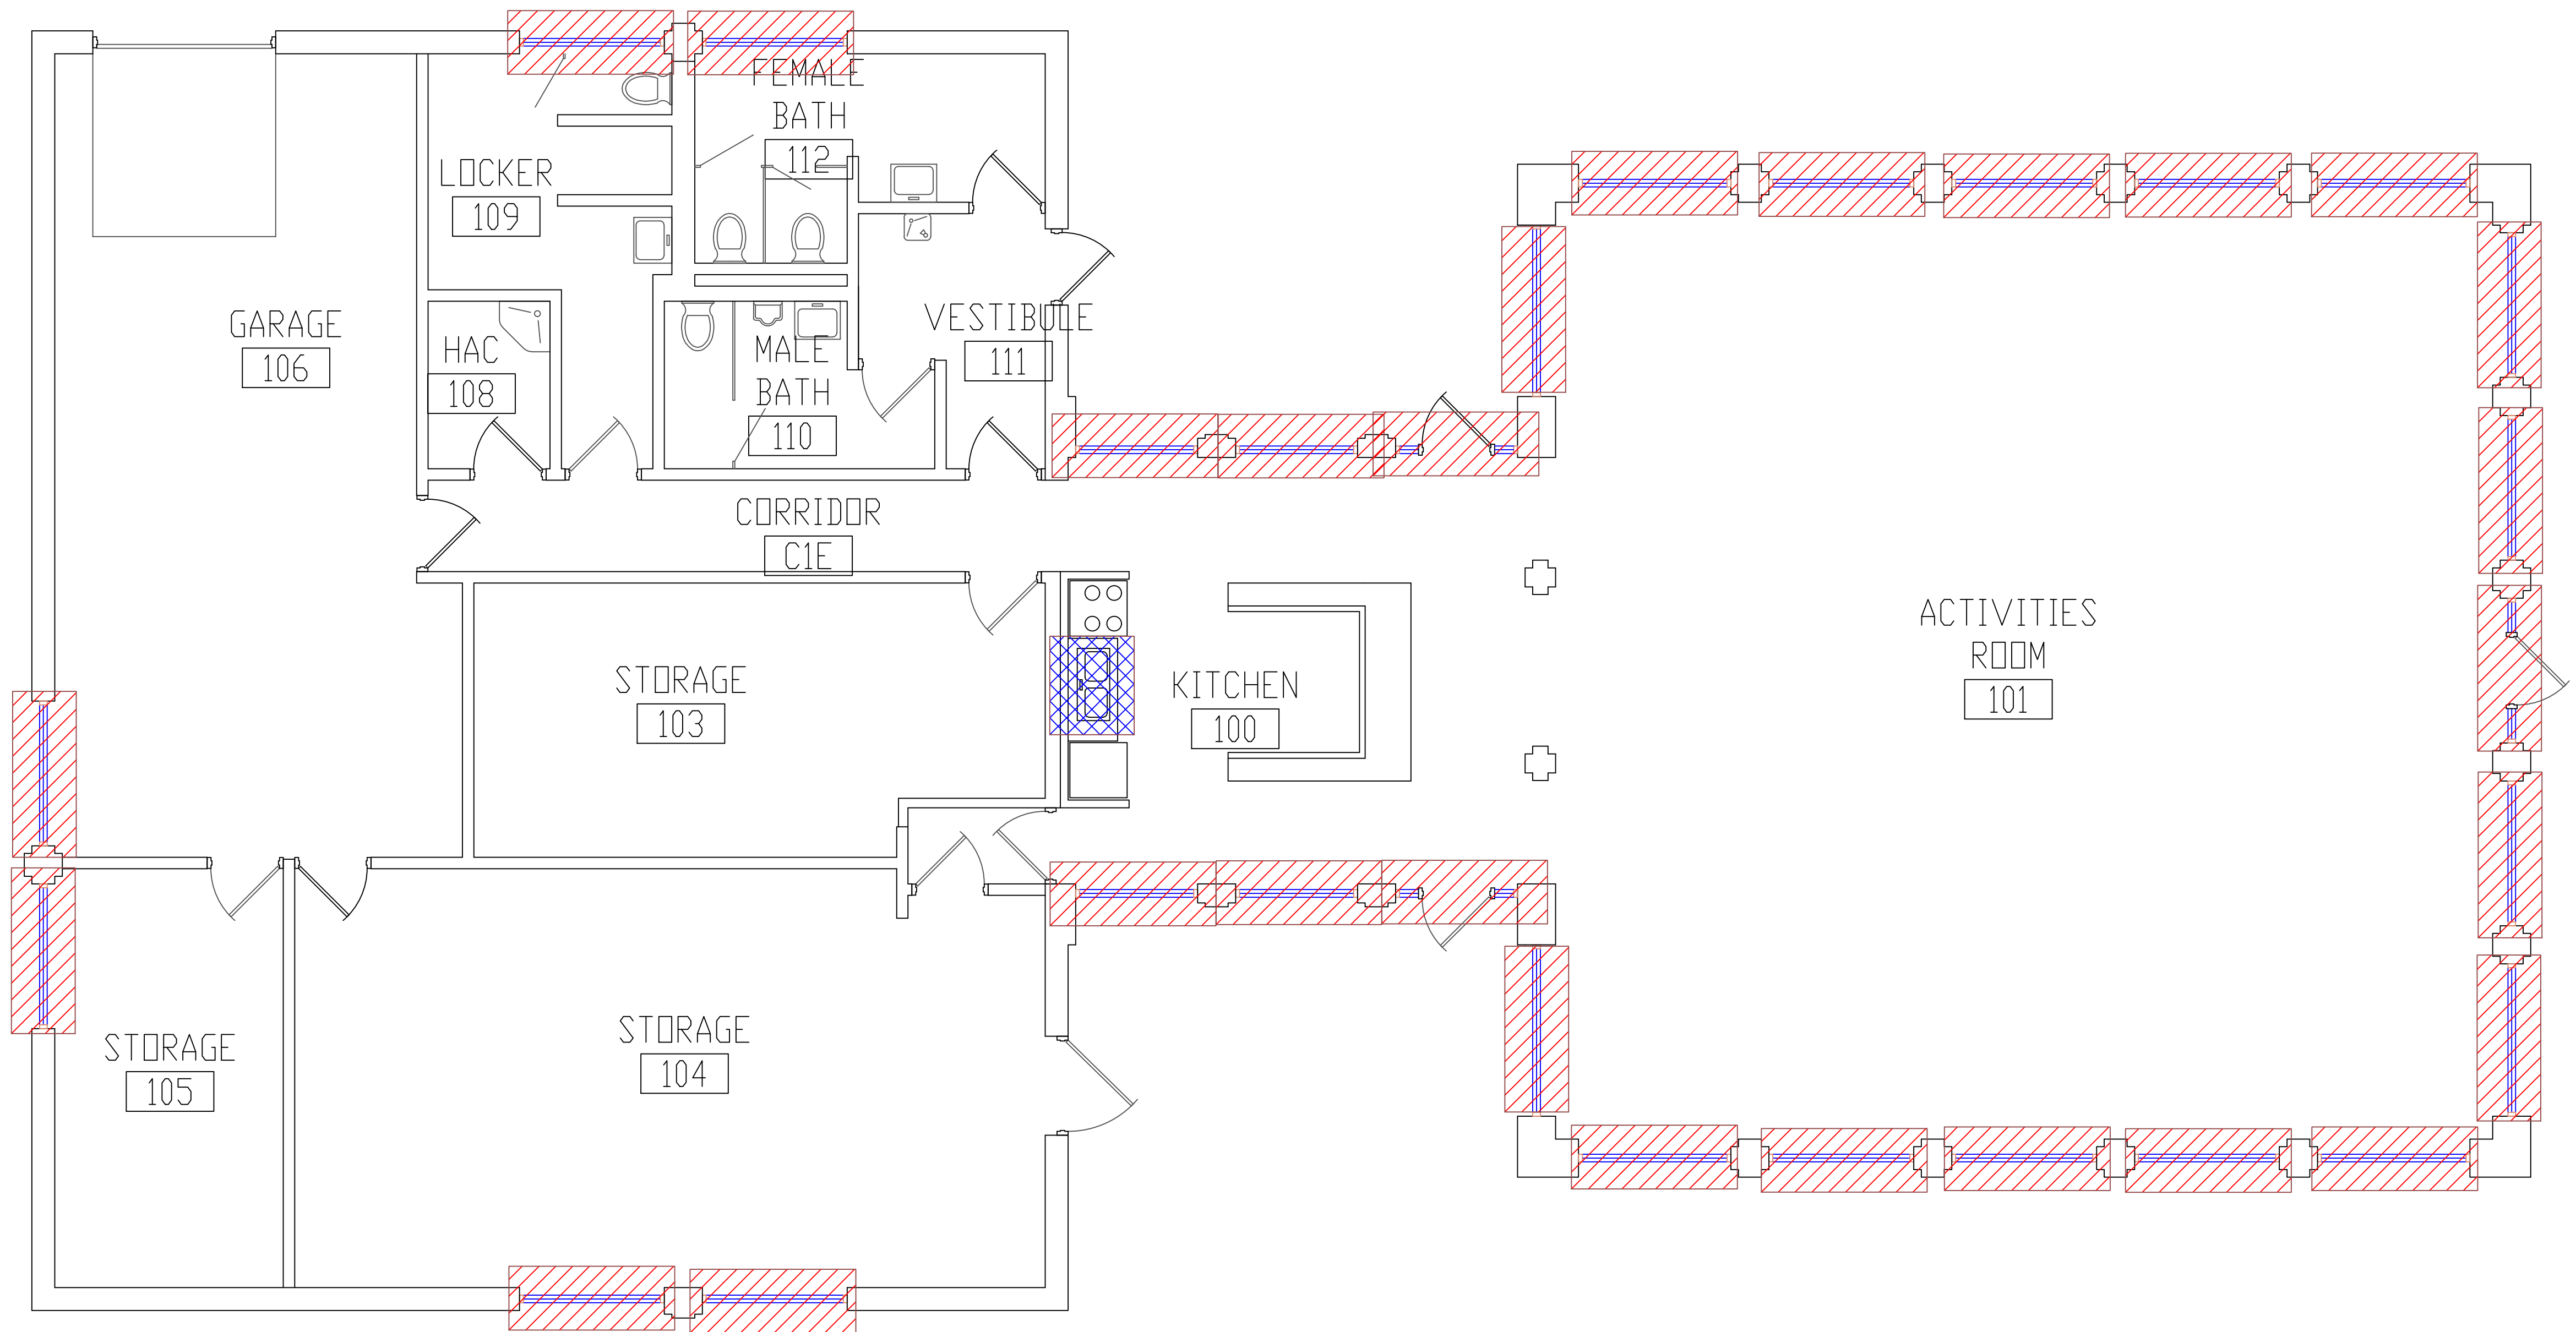 FEMALE
BATH
112
LOCKER
109
GARAGE
106
HAC
108
MALE
BATH
110
VESTIBULE
111
CORRIDOR
C1E
STORAGE
103
KITCHEN
100
ACTIVITIES
ROOM
101
STORAGE
105
STORAGE
104